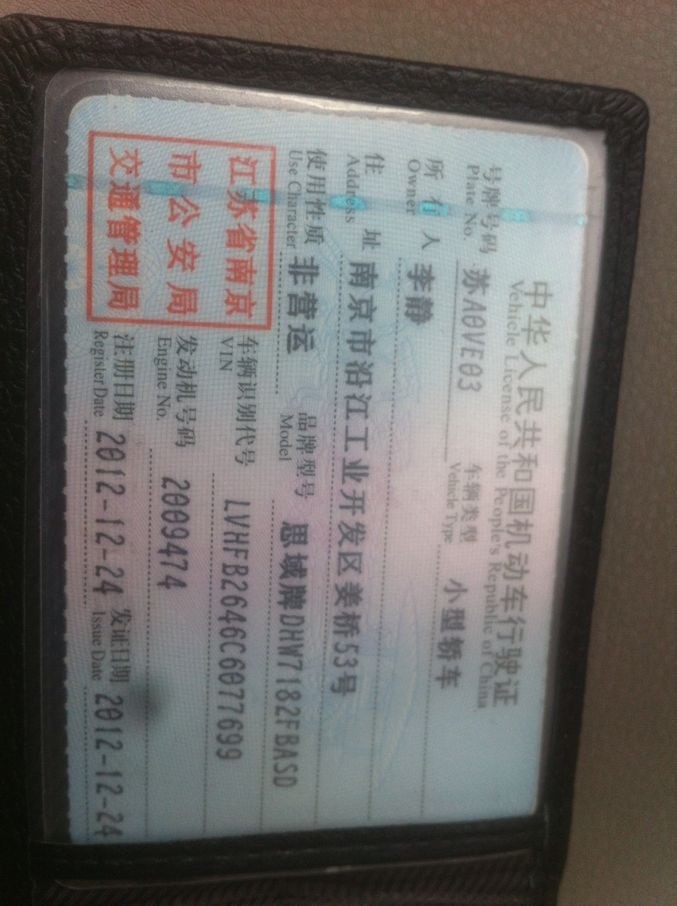 中华人民共和国机动车行驶证
Vehicle License of the People's Republic of China
号牌号码 苏A0VE03 车辆类型 小型轿车
Plate No. Vehicle Type
所有人 李静
Owner
住址 南京市沿江工业开发区姜桥53号
Address
使用性质 非营运 品牌型号 思域牌DHW7182FBASD
Use Character Model
江苏省南京
市公安局
交通管理局
车辆识别代号 LVHFB2646C6077699
VIN
发动机号码 2009474
Engine No.
注册日期 2012-12-24 发证日期 2012-12-24
Register Date Issue Date